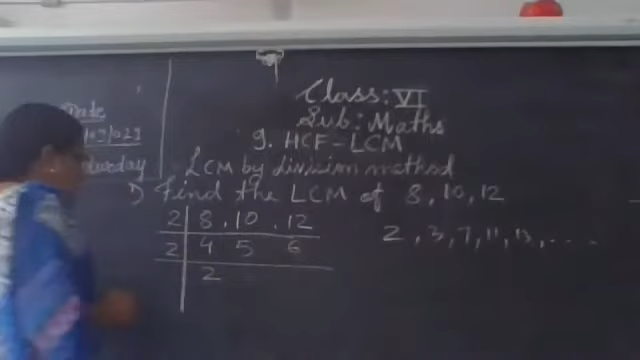 Date
Class: VI
Sub: Maths
9. HCF-LCM
LCM by division method
1) Find the LCM of 8, 10, 12
2 8, 10, 12
2 4 5 6
2
2, 3, 7, 11, 13, ....